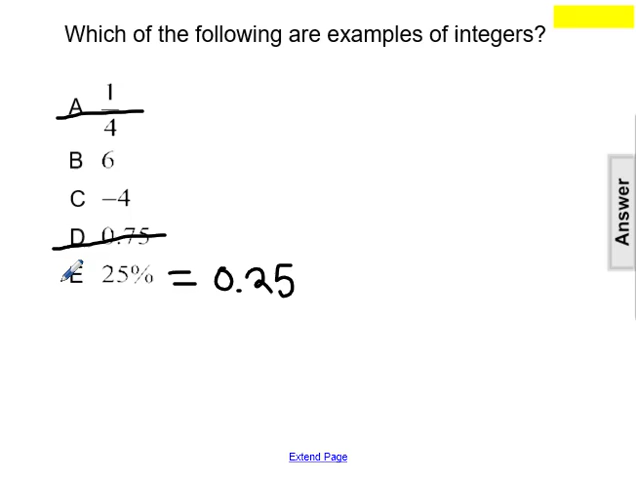 Which of the following are examples of integers?
A 1/4
B 6
C −4
D 0.75
E 25% = 0.25
Answer
Extend Page